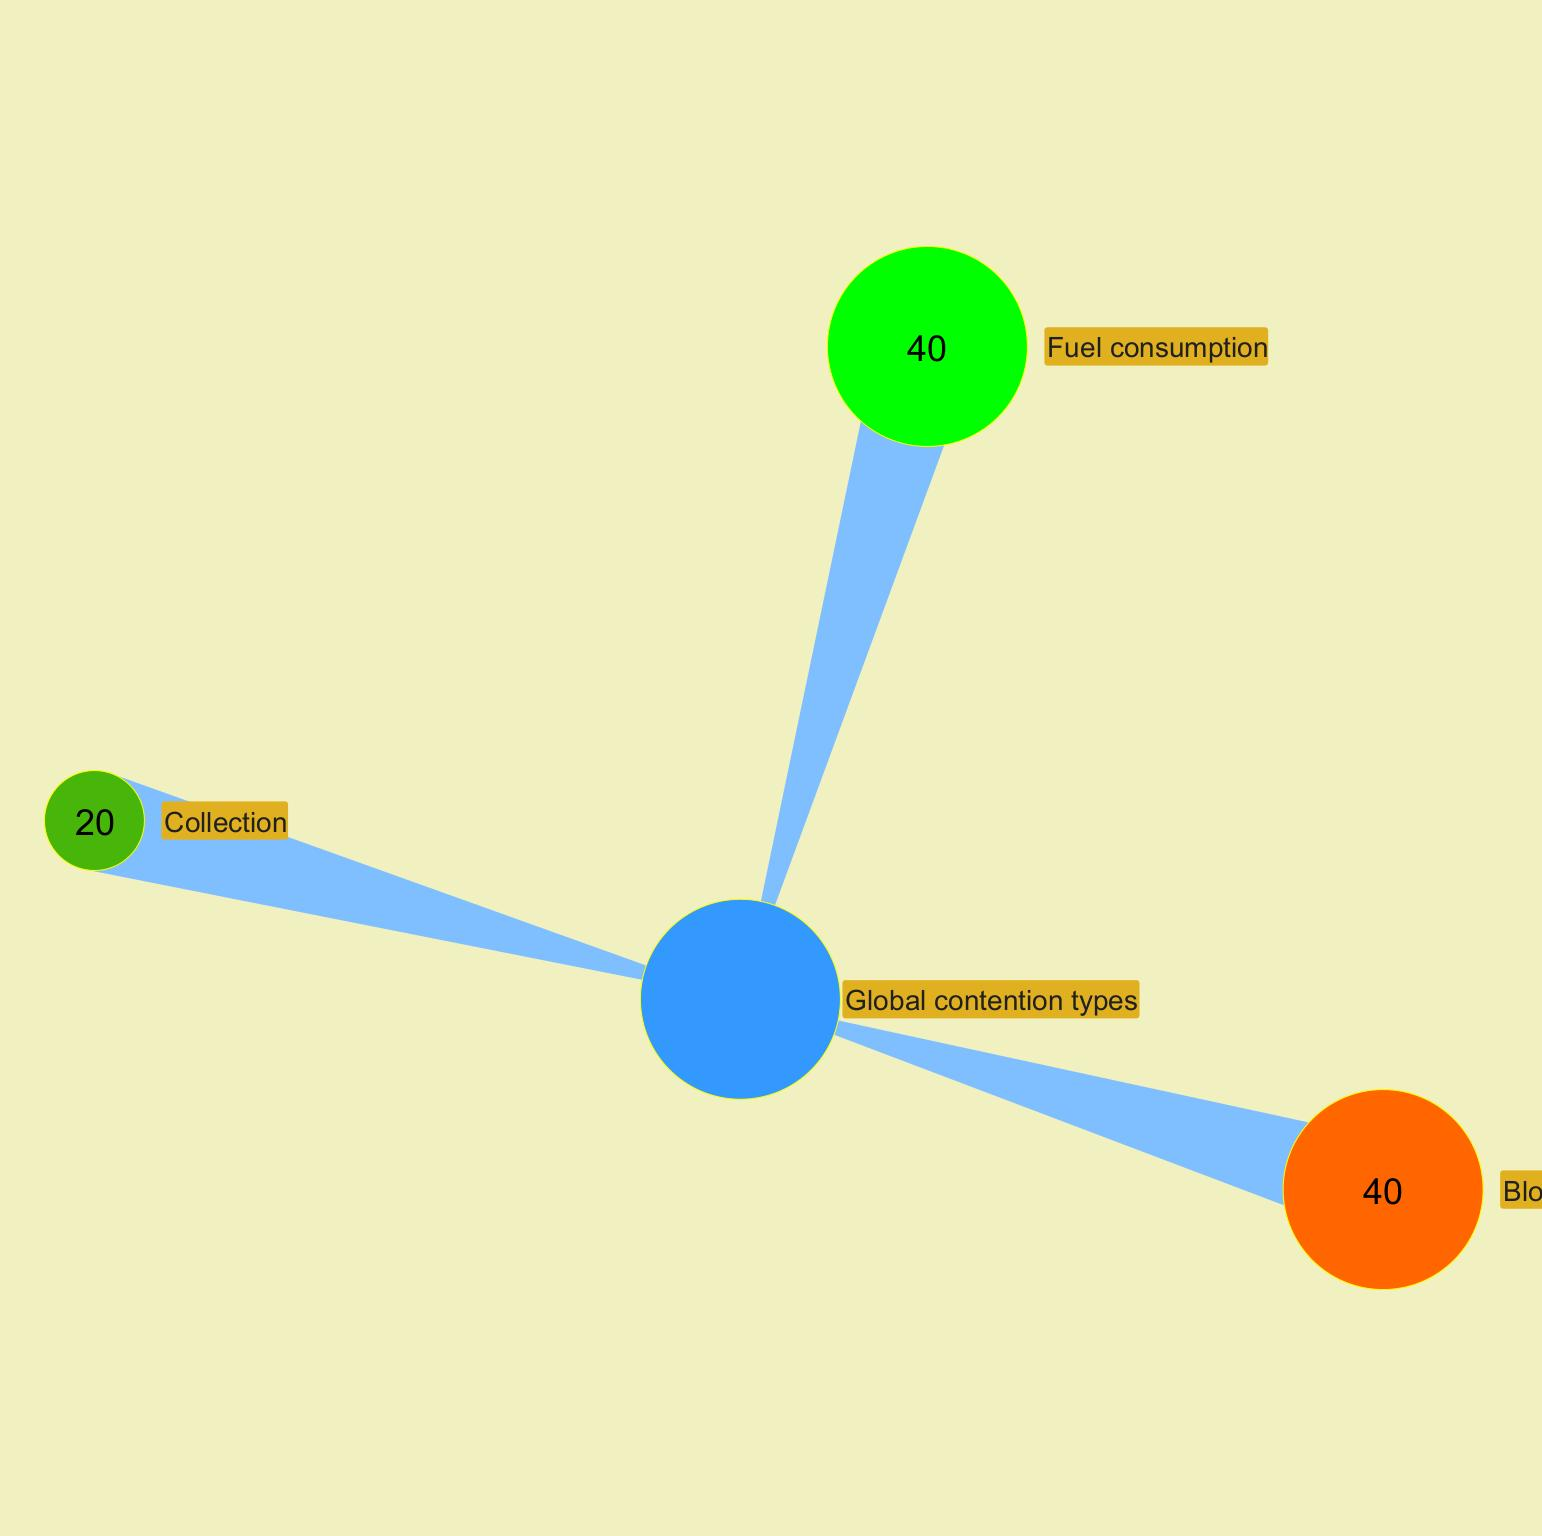 40
Fuel consumption
20
Collection
Global contention types
40